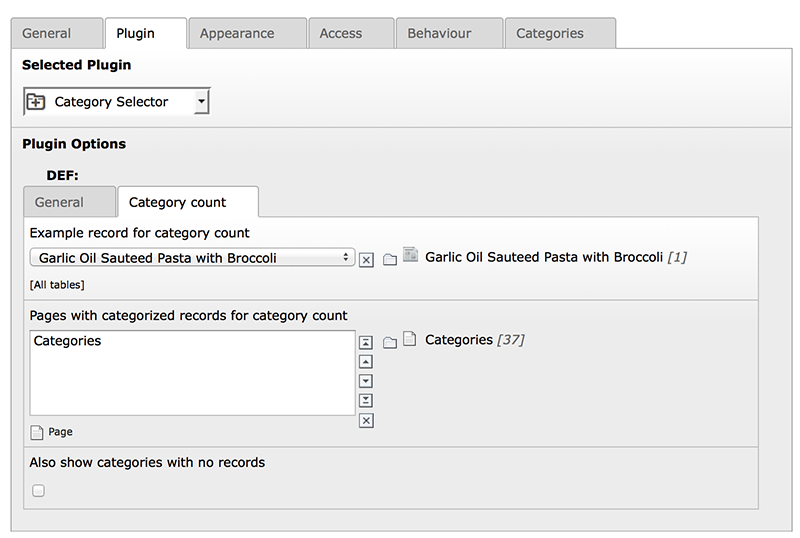 General Plugin Appearance Access Behaviour Categories
Selected Plugin
Category Selector
Plugin Options
DEF:
General Category count
Example record for category count
Garlic Oil Sauteed Pasta with Broccoli Garlic Oil Sauteed Pasta with Broccoli [1]
[All tables]
Pages with categorized records for category count
Categories Categories [37]
Page
Also show categories with no records